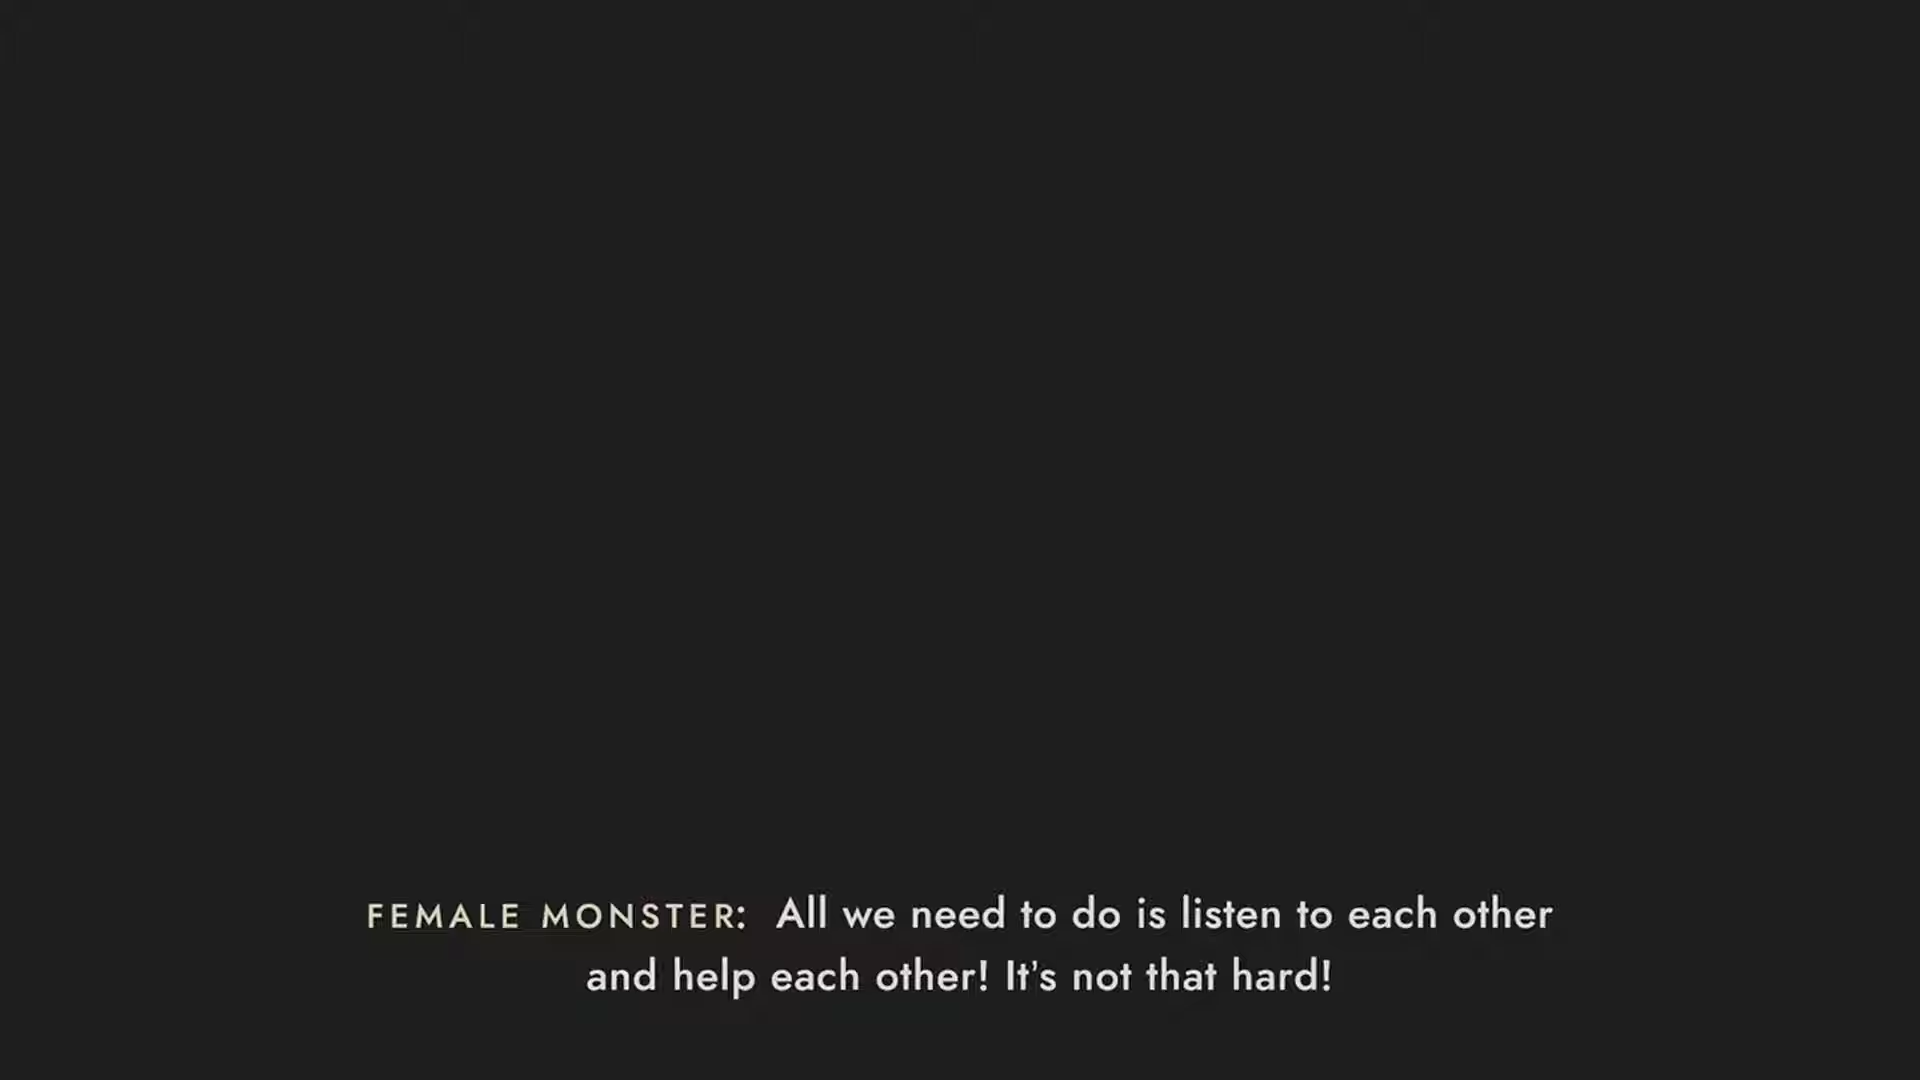 FEMALE MONSTER: All we need to do is listen to each other
and help each other! It's not that hard!